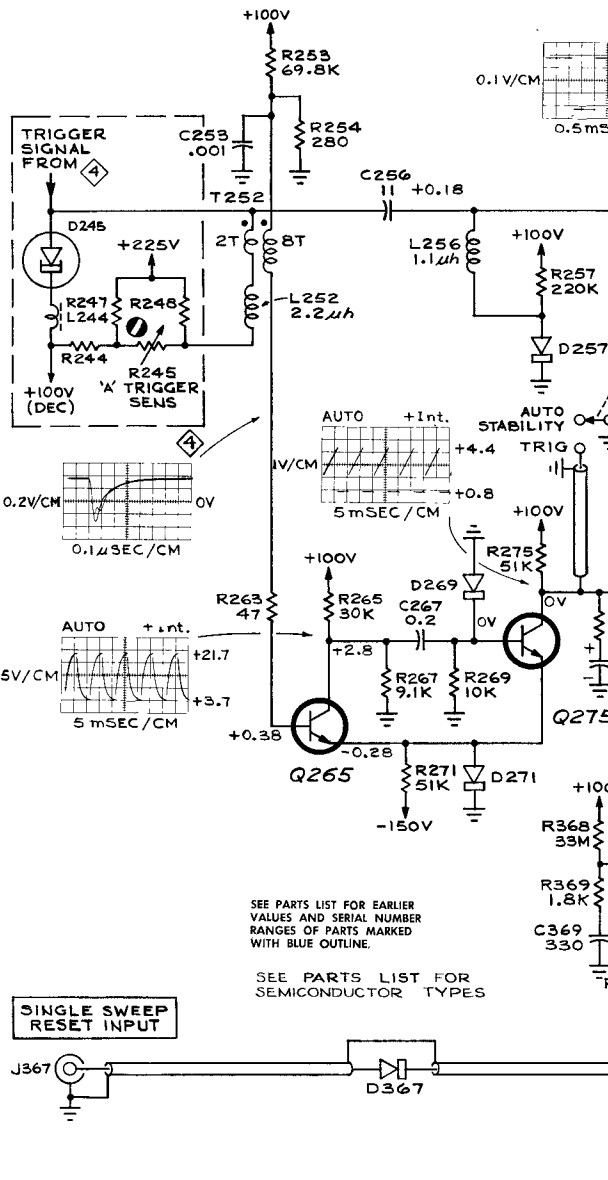 +100V
R253
69.8K
0.1V/CM
0.5mS
TRIGGER
SIGNAL
FROM 4
C253
.001
R254
280
C256
11 +0.18
T252
D245
2T 8T
+225V
L256
1.1μh
+100V
R257
220K
R247
L244
R248
L252
2.2μh
R244
R245
'A' TRIGGER
SENS
+100V
(DEC)
D257
4
AUTO
STABILITY
TRIG
AUTO +Int.
1V/CM
+4.4
+0.8
5mSEC/CM
0.2V/CM
0V
0.1μSEC/CM
+100V
R275
51K
+100V
R263
47
R265
30K
D269
C267
0.2
0V
0V
AUTO +int.
5V/CM
+21.7
+3.7
5mSEC/CM
+2.8
R267
9.1K
R269
10K
+
-
Q275
+0.38
-0.28
Q265
R271
51K
D271
-150V
+100
R368
33M
R369
1.8K
C369
330
SEE PARTS LIST FOR EARLIER
VALUES AND SERIAL NUMBER
RANGES OF PARTS MARKED
WITH BLUE OUTLINE.
SEE PARTS LIST FOR
SEMICONDUCTOR TYPES
SINGLE SWEEP
RESET INPUT
J367
D367